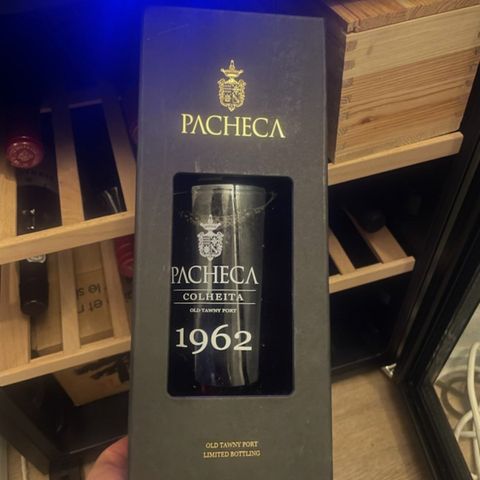 PACHECA
PACHECA
COLHEITA
OLD TAWNY PORT
1962
OLD TAWNY PORT
LIMITED BOTTLING